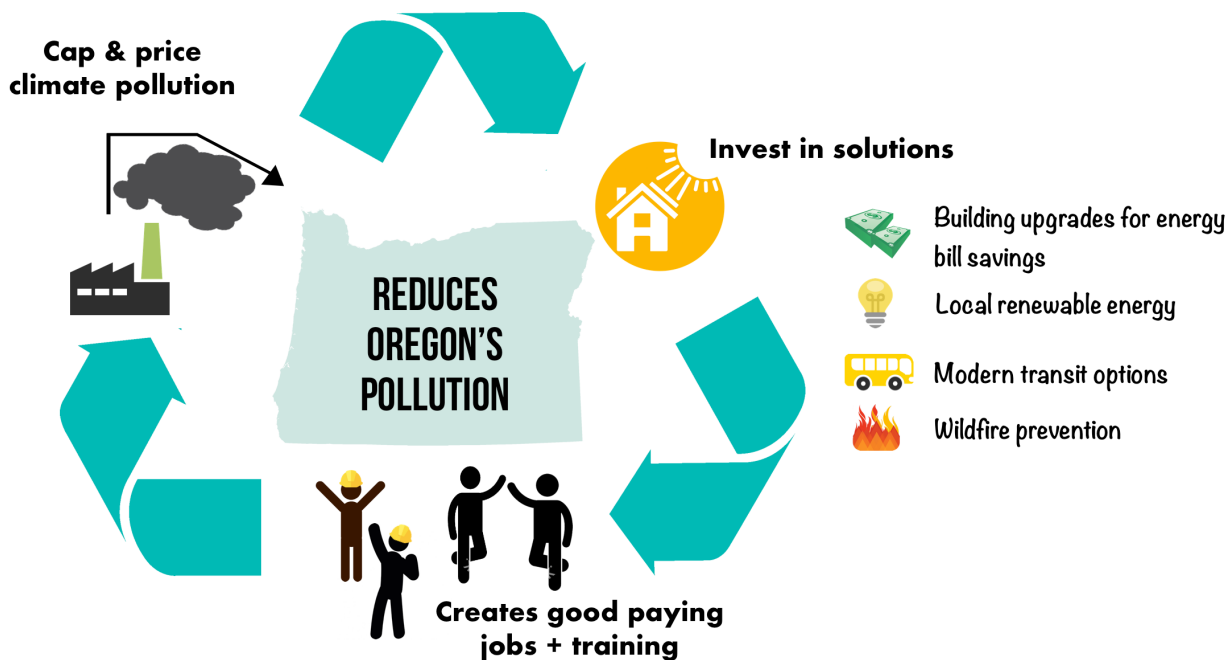 Cap & price
climate pollution
Invest in solutions
Building upgrades for energy
bill savings
Local renewable energy
Modern transit options
Wildfire prevention
REDUCES
OREGON'S
POLLUTION
Creates good paying
jobs + training